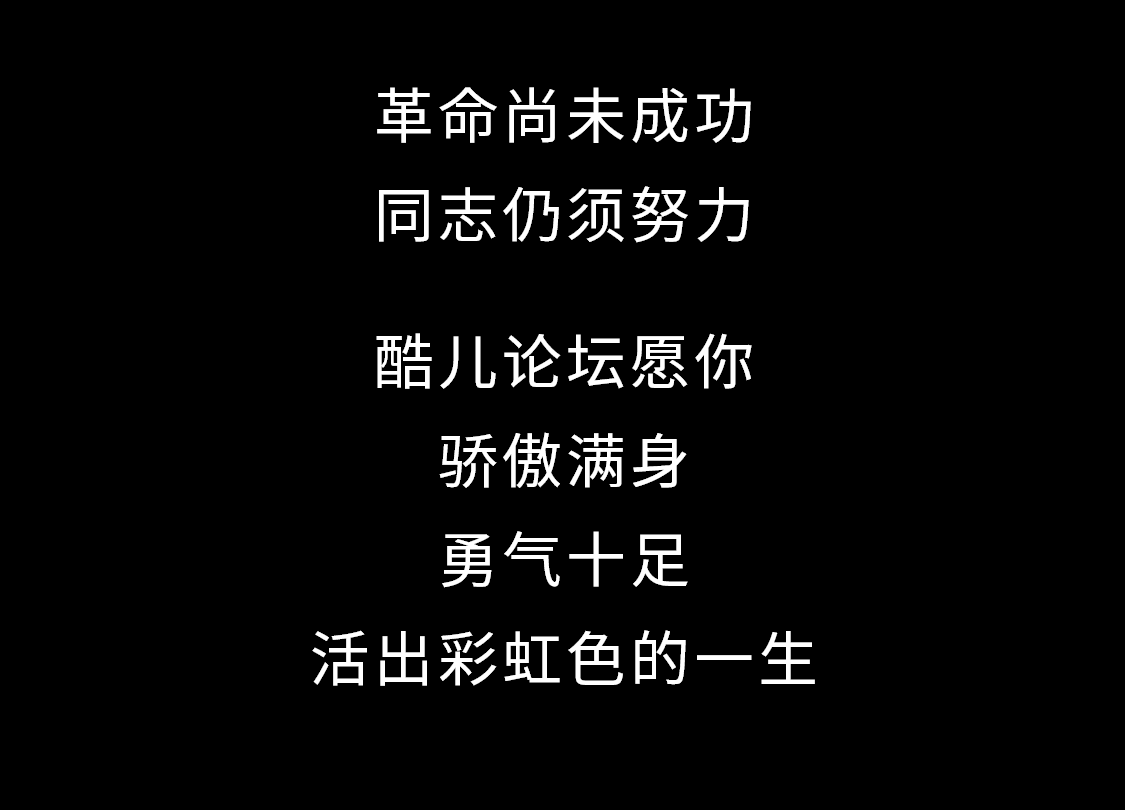 革命尚未成功
同志仍须努力
酷儿论坛愿你
骄傲满身
勇气十足
活出彩虹色的一生